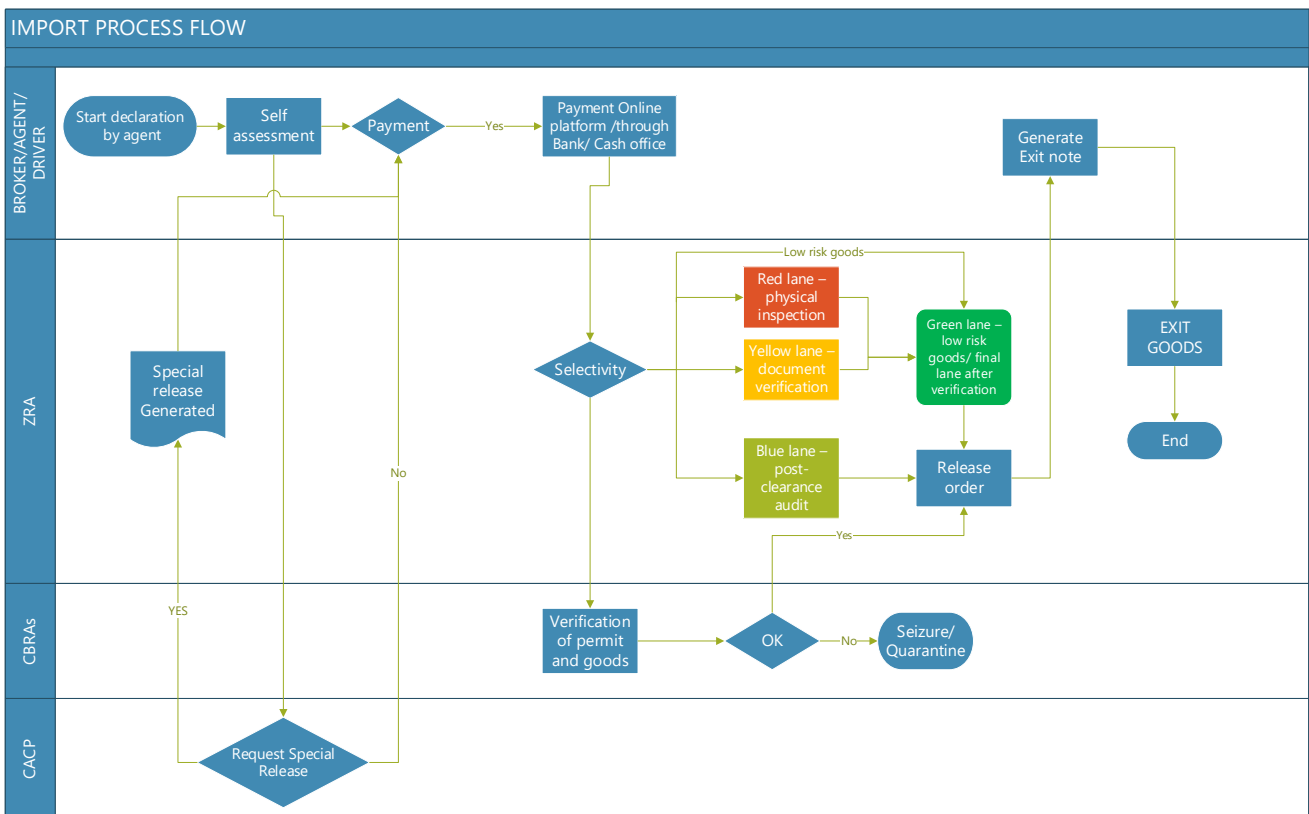 IMPORT PROCESS FLOW
BROKER/AGENT/
DRIVER
Start declaration
by agent
Self
assessment
Payment
Yes
Payment Online
platform /through
Bank/ Cash office
Generate
Exit note
ZRA
Low risk goods
Red lane –
physical
inspection
Yellow lane –
document
verification
Blue lane –
post-
clearance
audit
Green lane –
low risk
goods/ final
lane after
verification
Selectivity
Special
release
Generated
No
Release
order
EXIT
GOODS
End
Yes
CBRAs
YES
Verification
of permit
and goods
OK
No
Seizure/
Quarantine
CACP
Request Special
Release